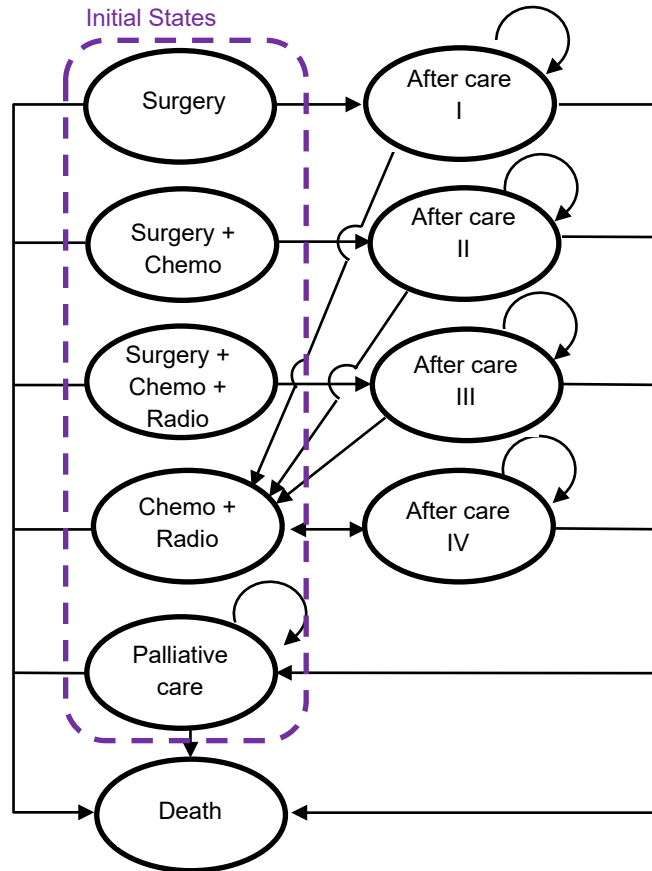 Initial States
Surgery
After care
I
Surgery +
Chemo
After care
II
Surgery +
Chemo +
Radio
After care
III
Chemo +
Radio
After care
IV
Palliative
care
Death